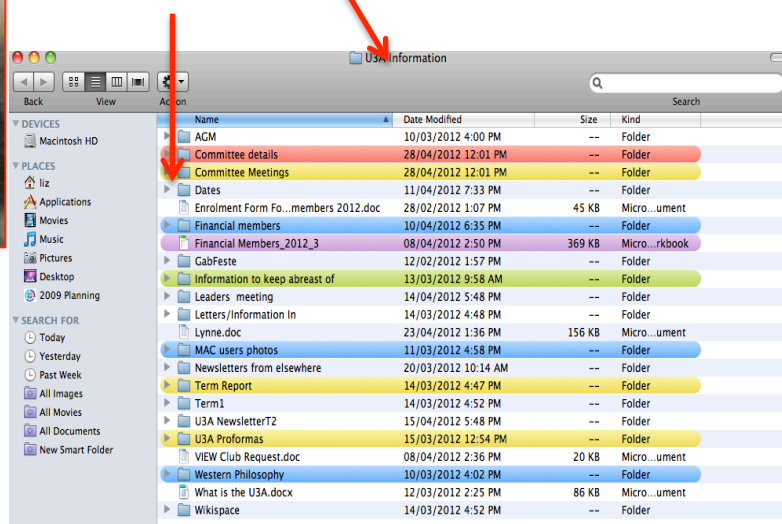 U3A Information
Back View Action Search
Name Date Modified Size Kind
AGM 10/03/2012 4:00 PM -- Folder
Committee details 28/04/2012 12:01 PM -- Folder
Committee Meetings 28/04/2012 12:01 PM -- Folder
Dates 11/04/2012 7:33 PM -- Folder
Enrolment Form Fo...members 2012.doc 28/02/2012 1:07 PM 45 KB Micro...ument
Financial members 10/04/2012 6:35 PM -- Folder
Financial Members_2012_3 08/04/2012 2:50 PM 369 KB Micro...rkbook
GabFeste 12/02/2012 1:57 PM -- Folder
Information to keep abreast of 13/03/2012 9:58 AM -- Folder
Leaders meeting 14/04/2012 5:48 PM -- Folder
Letters/Information In 14/03/2012 4:48 PM -- Folder
Lynne.doc 23/04/2012 1:36 PM 156 KB Micro...ument
MAC users photos 11/03/2012 4:58 PM -- Folder
Newsletters from elsewhere 20/03/2012 10:14 AM -- Folder
Term Report 14/03/2012 4:47 PM -- Folder
Term1 14/03/2012 4:52 PM -- Folder
U3A NewsletterT2 15/04/2012 5:48 PM -- Folder
U3A Proformas 15/03/2012 12:54 PM -- Folder
VIEW Club Request.doc 08/04/2012 2:36 PM 20 KB Micro...ument
Western Philosophy 10/03/2012 4:02 PM -- Folder
What is the U3A.docx 12/03/2012 2:25 PM 86 KB Micro...ument
Wikispace 14/03/2012 4:52 PM -- Folder
DEVICES
Macintosh HD
PLACES
liz
Applications
Movies
Music
Pictures
Desktop
2009 Planning
SEARCH FOR
Today
Yesterday
Past Week
All Images
All Movies
All Documents
New Smart Folder